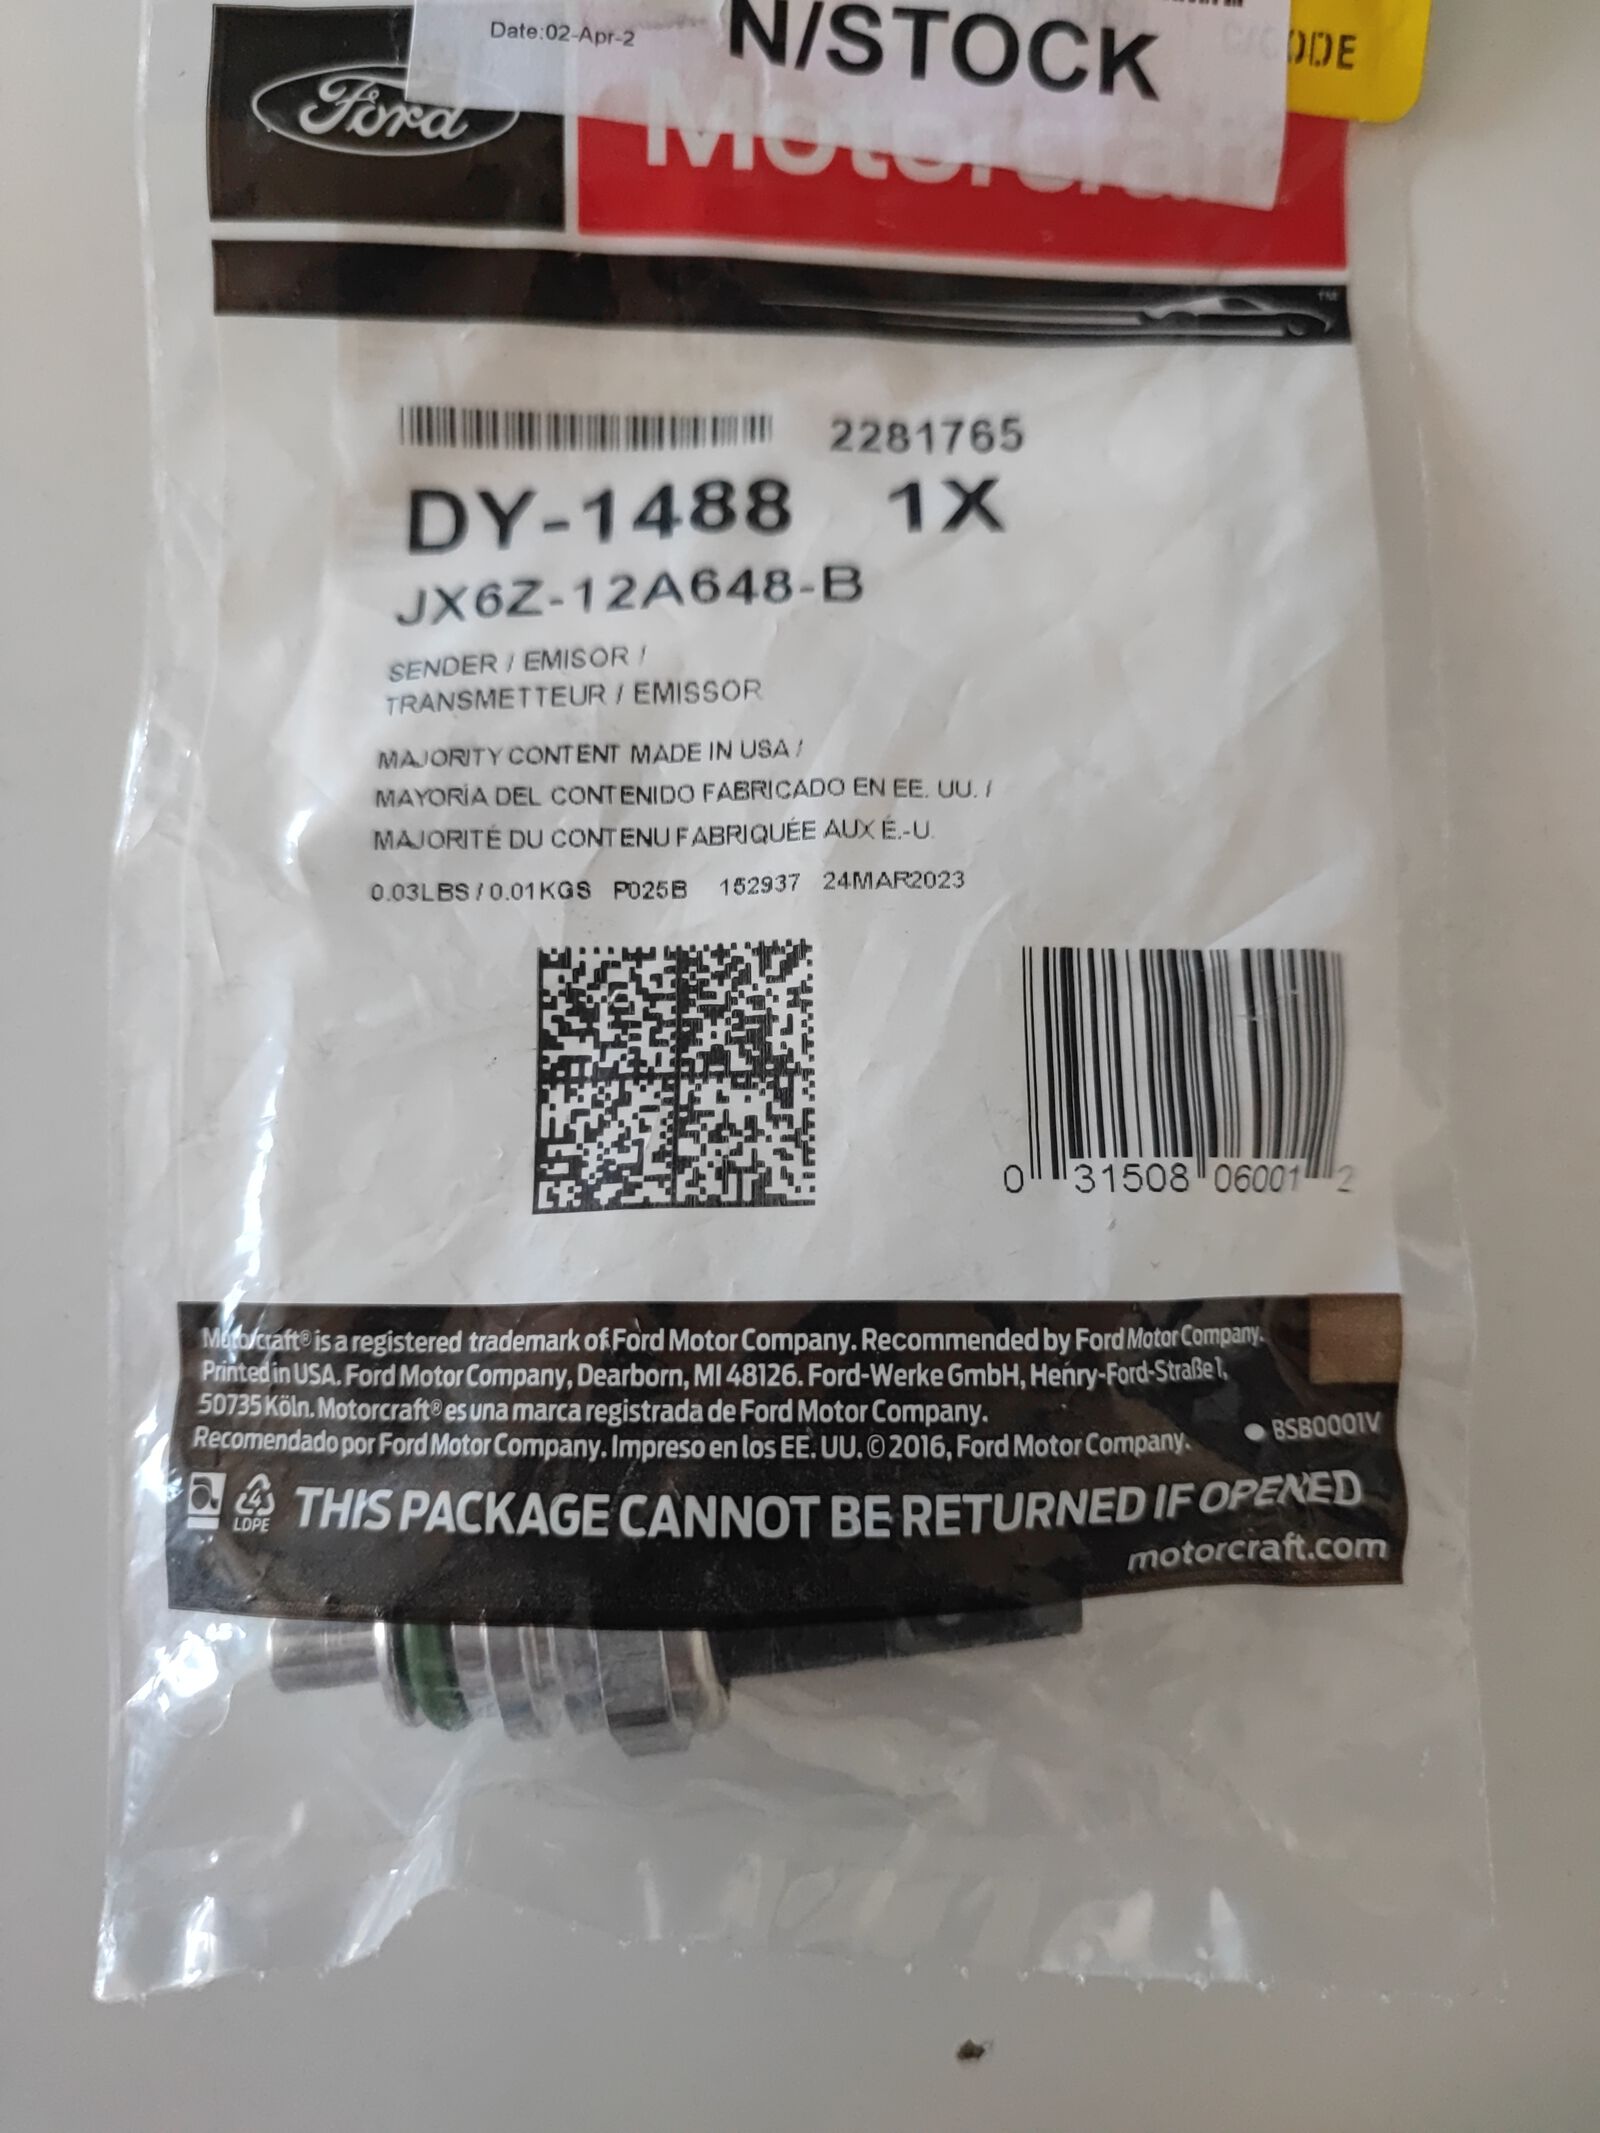 Date:02-Apr-2
N/STOCK
Ford
Motorcraft
TM
2281765
DY-1488 1X
JX6Z-12A648-B
SENDER / EMISOR /
TRANSMETTEUR / EMISSOR
MAJORITY CONTENT MADE IN USA /
MAYORÍA DEL CONTENIDO FABRICADO EN EE. UU. /
MAJORITÉ DU CONTENU FABRIQUÉE AUX É.-U.
0.03LBS / 0.01KGS P025B 152937 24MAR2023
0 31508 06001 2
Motorcraft® is a registered trademark of Ford Motor Company. Recommended by Ford Motor Company.
Printed in USA. Ford Motor Company, Dearborn, MI 48126. Ford-Werke GmbH, Henry-Ford-Straße 1,
50735 Köln. Motorcraft® es una marca registrada de Ford Motor Company.
Recomendado por Ford Motor Company. Impreso en los EE. UU. © 2016, Ford Motor Company.
BSB0001V
4
LDPE
THIS PACKAGE CANNOT BE RETURNED IF OPENED
motorcraft.com